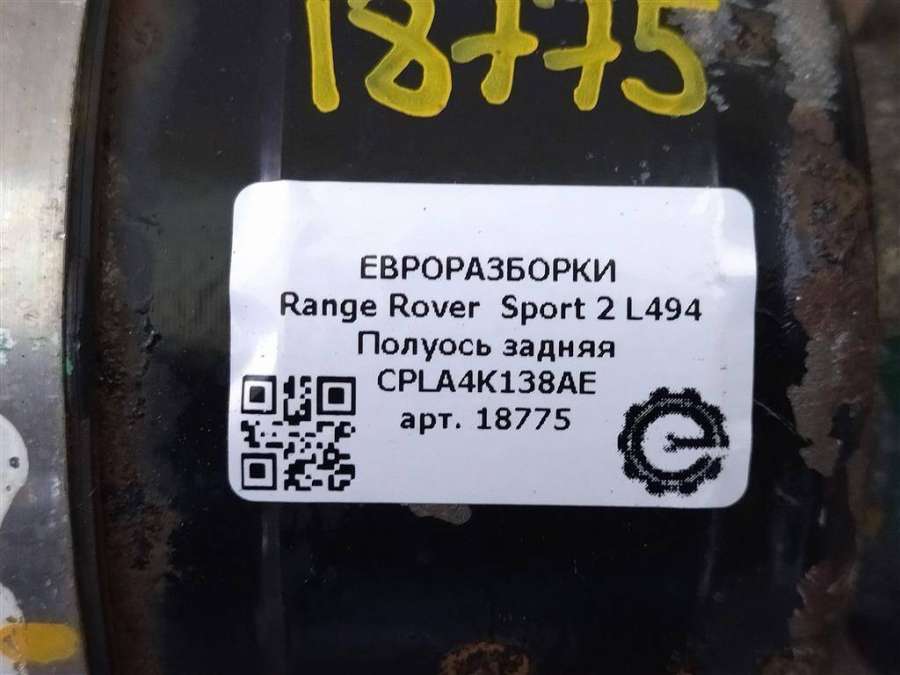 18775
ЕВРОРАЗБОРКИ
Range Rover Sport 2 L494
Полуось задняя
CPLA4K138AE
арт. 18775